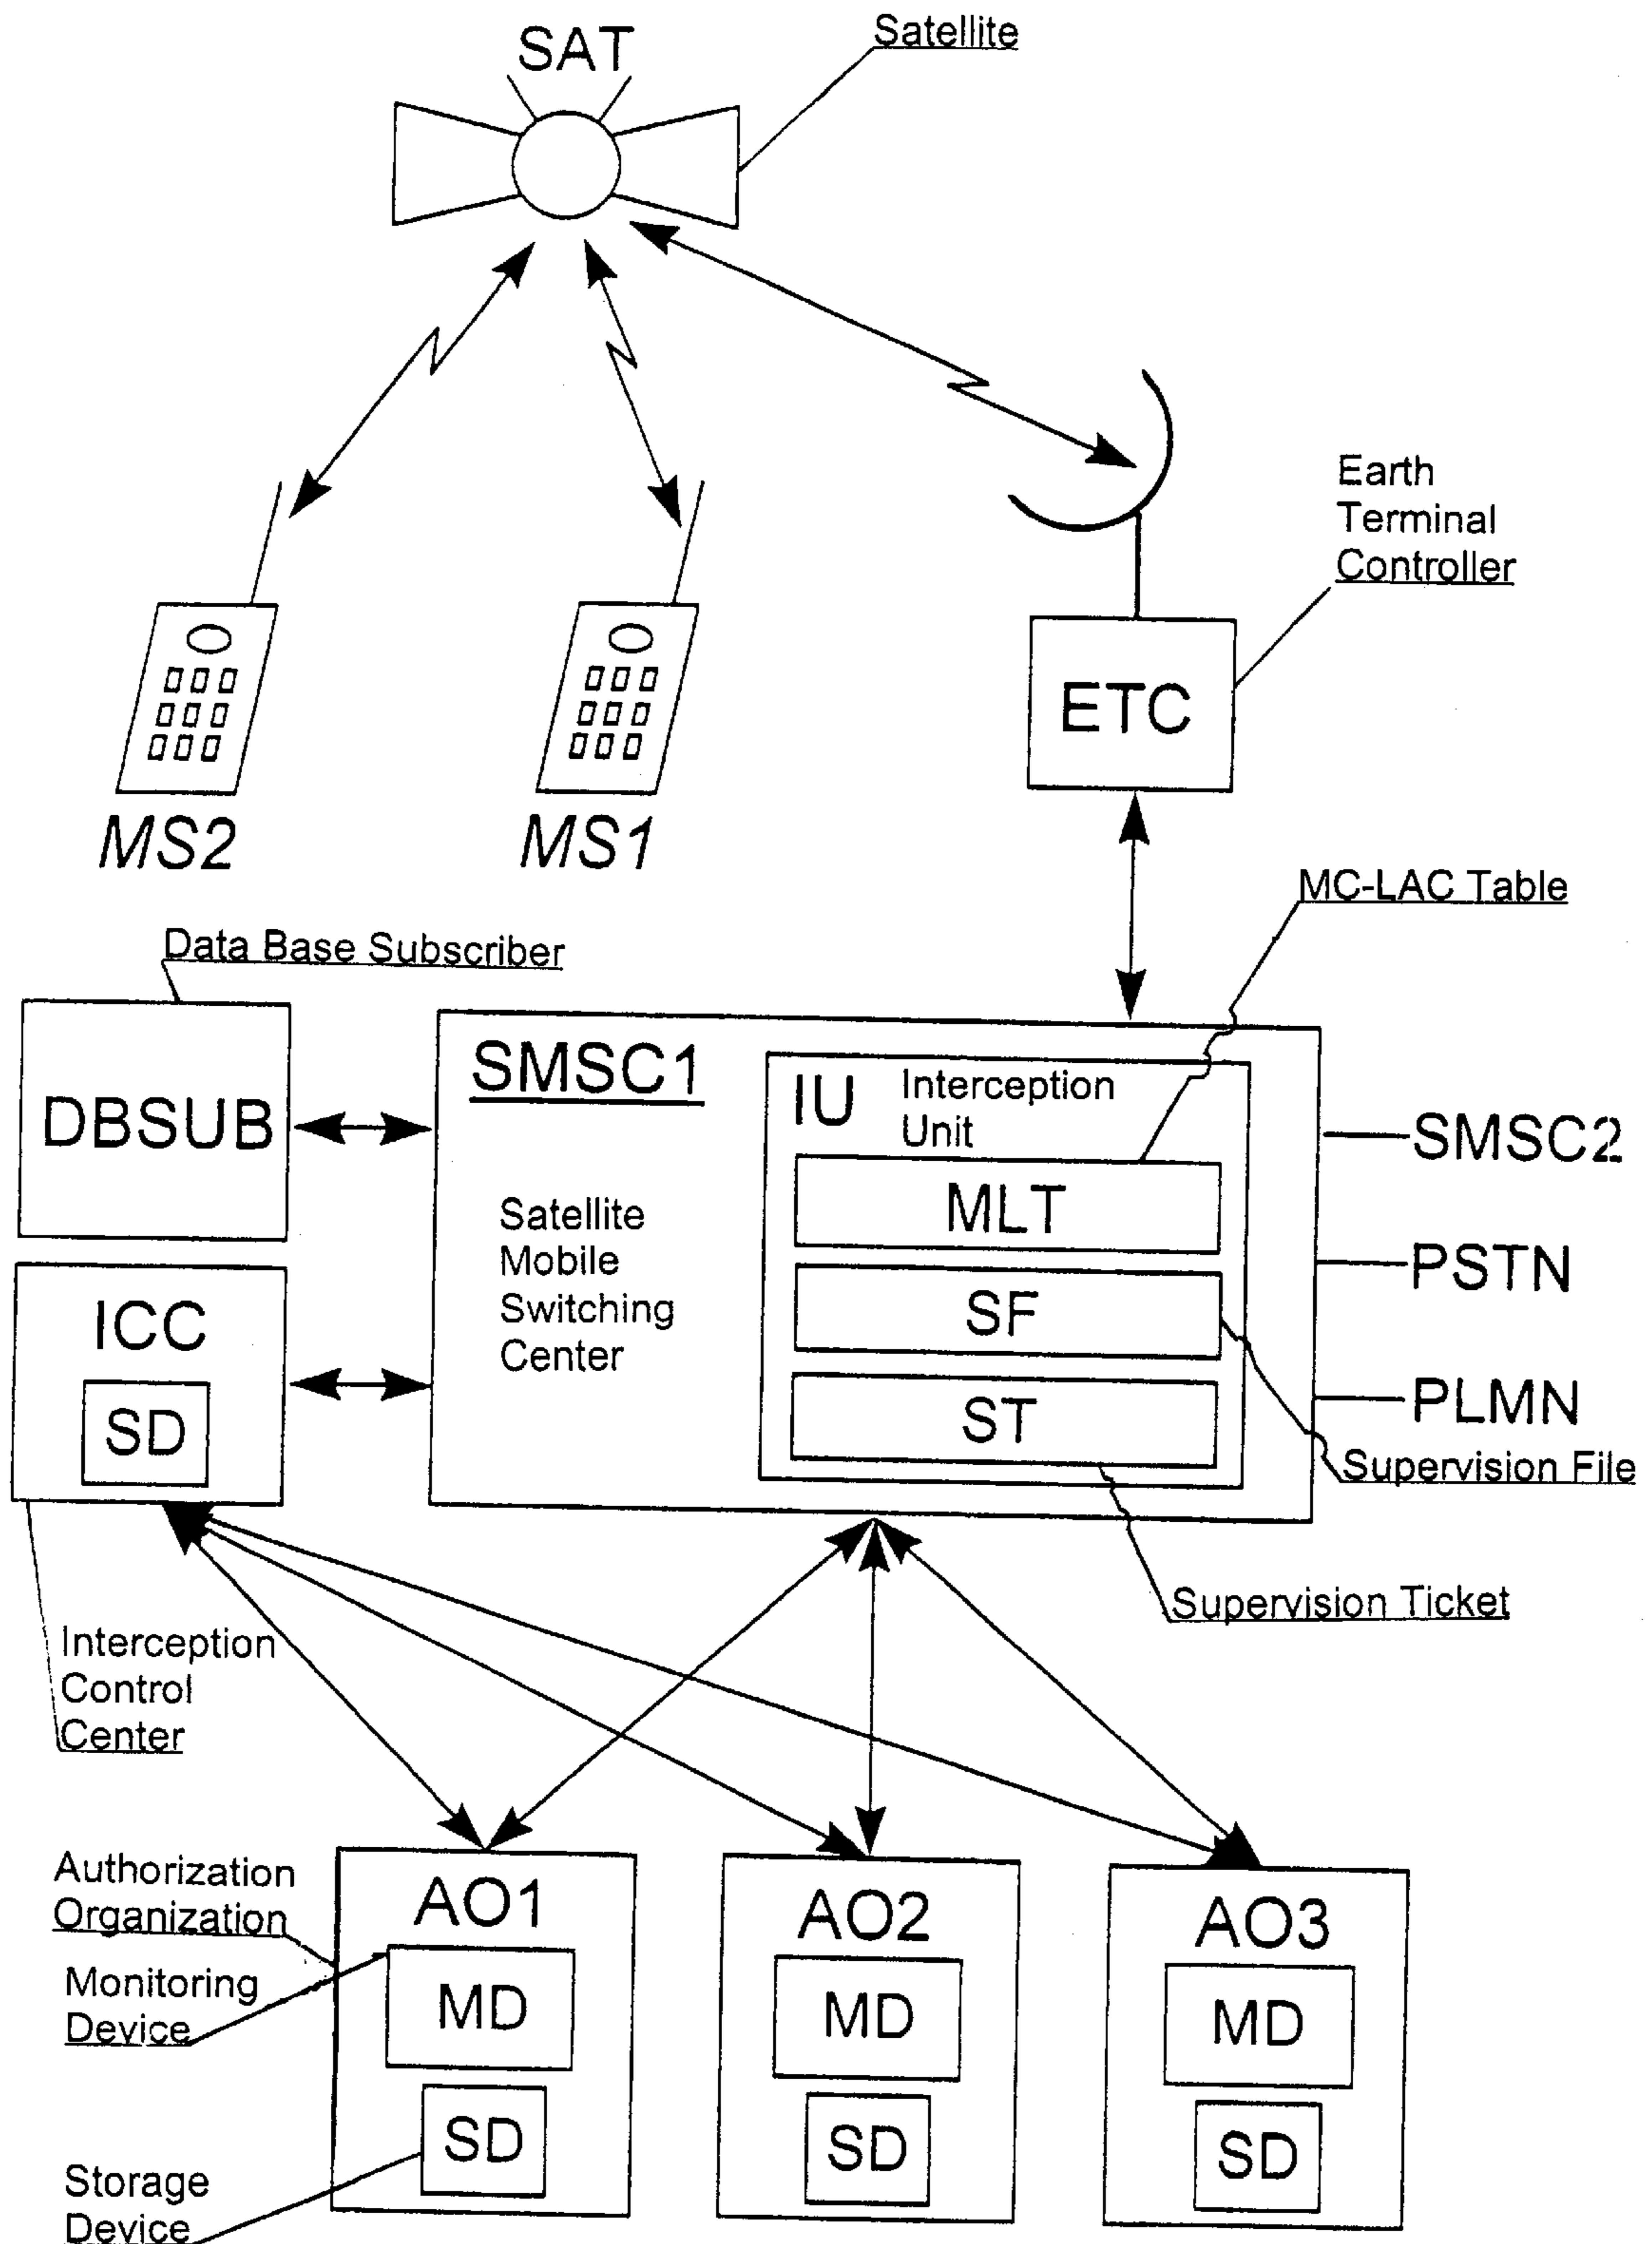 SAT
Satellite
Earth
Terminal
Controller
ETC
MS2
MS1
MC-LAC Table
Data Base Subscriber
DBSUB
SMSC1
Satellite
Mobile
Switching
Center
IU
Interception
Unit
MLT
SF
ST
SMSC2
PSTN
PLMN
Supervision File
Supervision Ticket
ICC
SD
Interception
Control
Center
Authorization
Organization
Monitoring
Device
Storage
Device
AO1
MD
SD
AO2
MD
SD
AO3
MD
SD